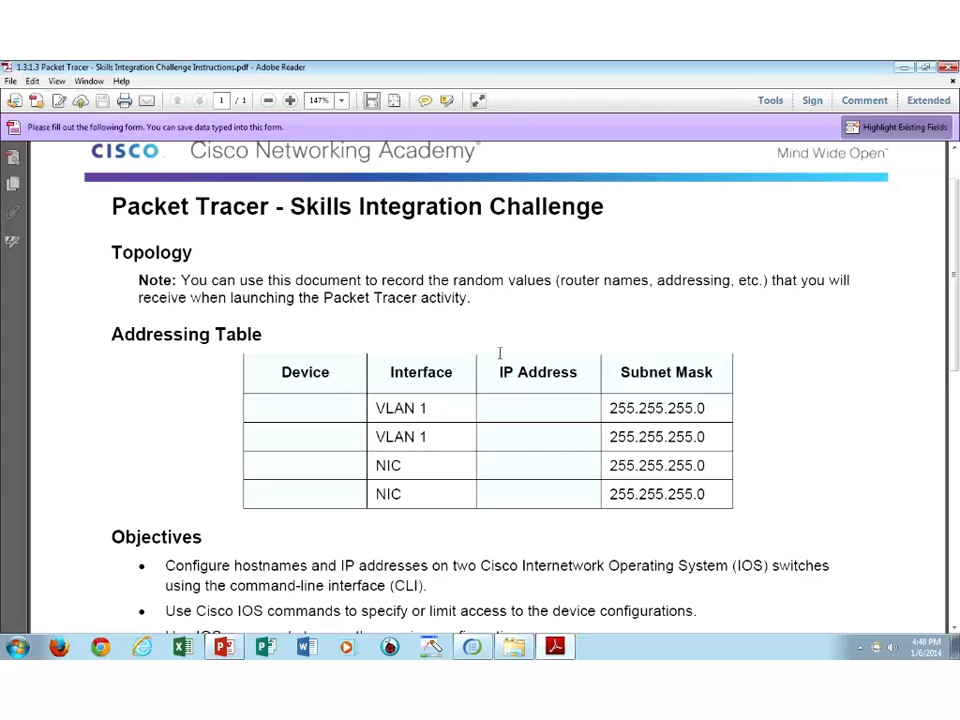 1.3.1.3 Packet Tracer - Skills Integration Challenge Instructions.pdf - Adobe Reader
File Edit View Window Help
1 / 1 147% Tools Sign Comment Extended
Please fill out the following form. You can save data typed into this form. Highlight Existing Fields
CISCO Cisco Networking Academy® Mind Wide Open™
Packet Tracer - Skills Integration Challenge
Topology
Note: You can use this document to record the random values (router names, addressing, etc.) that you will
receive when launching the Packet Tracer activity.
Addressing Table
Device Interface IP Address Subnet Mask
VLAN 1 255.255.255.0
VLAN 1 255.255.255.0
NIC 255.255.255.0
NIC 255.255.255.0
Objectives
• Configure hostnames and IP addresses on two Cisco Internetwork Operating System (IOS) switches
using the command-line interface (CLI).
• Use Cisco IOS commands to specify or limit access to the device configurations.
4:48 PM
1/6/2014